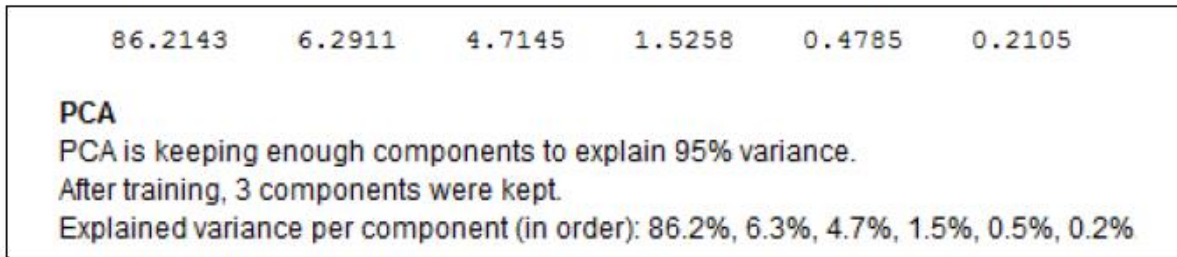 86.2143 6.2911 4.7145 1.5258 0.4785 0.2105
PCA
PCA is keeping enough components to explain 95% variance.
After training, 3 components were kept.
Explained variance per component (in order): 86.2%, 6.3%, 4.7%, 1.5%, 0.5%, 0.2%